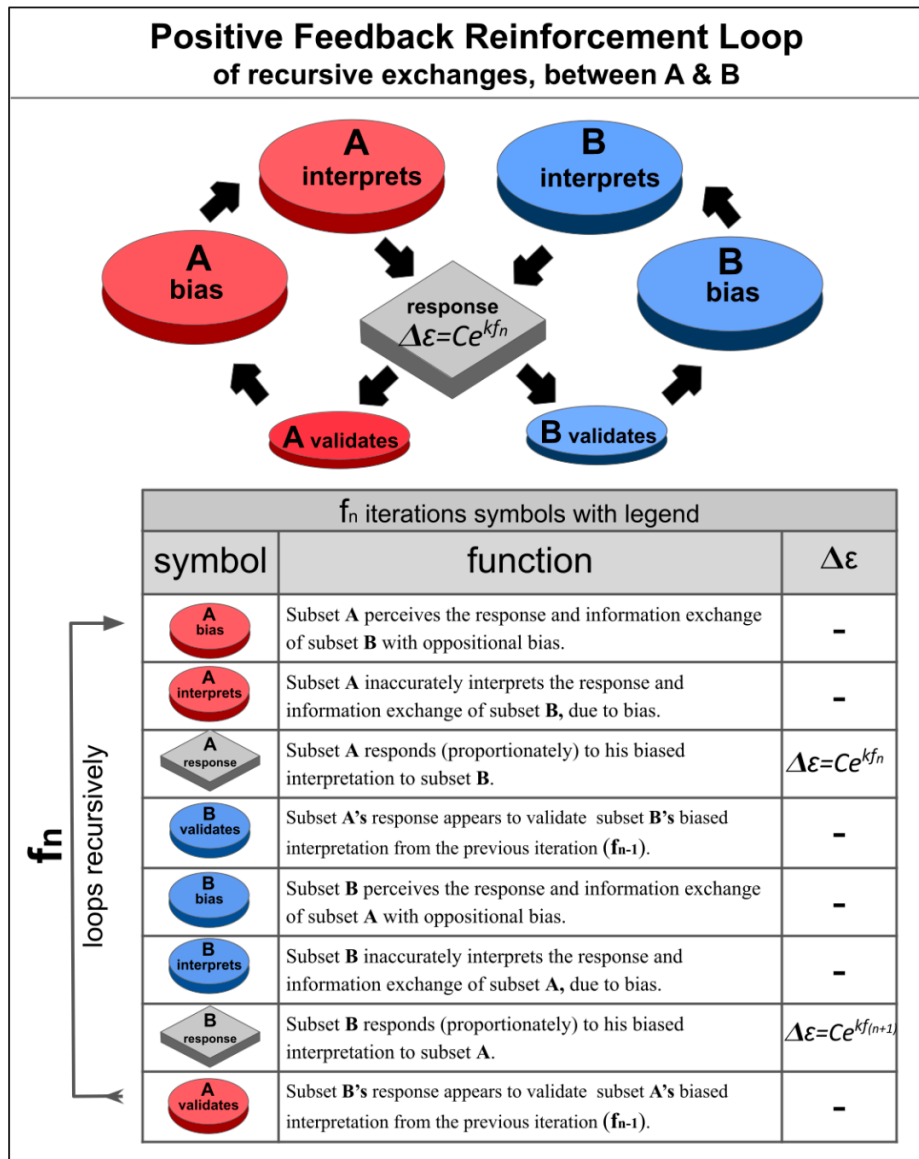 Positive Feedback Reinforcement Loop
of recursive exchanges, between A & B
A
interprets
B
interprets
A
bias
B
bias
response
Δε=Ce^{kf_n}
A validates
B validates
f_n iterations symbols with legend
symbol function Δε
A
bias
Subset A perceives the response and information exchange
of subset B with oppositional bias.
-
A
interprets
Subset A inaccurately interprets the response and
information exchange of subset B, due to bias.
-
A
response
Subset A responds (proportionately) to his biased
interpretation to subset B.
Δε=Ce^{kf_n}
B
validates
Subset A's response appears to validate subset B's biased
interpretation from the previous iteration (f_{n-1}).
-
B
bias
Subset B perceives the response and information exchange
of subset A with oppositional bias.
-
B
interprets
Subset B inaccurately interprets the response and
information exchange of subset A, due to bias.
-
B
response
Subset B responds (proportionately) to his biased
interpretation to subset A.
Δε=Ce^{kf_{(n+1)}}
A
validates
Subset B's response appears to validate subset A's biased
interpretation from the previous iteration (f_{n-1}).
-
f_n
loops recursively